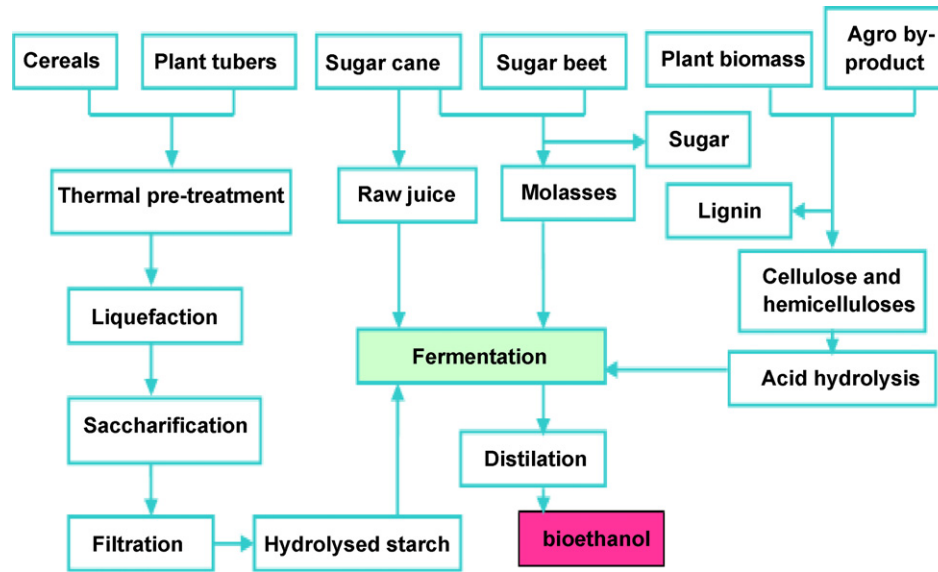 Cereals
Plant tubers
Sugar cane
Sugar beet
Plant biomass
Agro by-
product
Sugar
Thermal pre-treatment
Raw juice
Molasses
Lignin
Cellulose and
hemicelluloses
Liquefaction
Fermentation
Acid hydrolysis
Saccharification
Distilation
Filtration
Hydrolysed starch
bioethanol